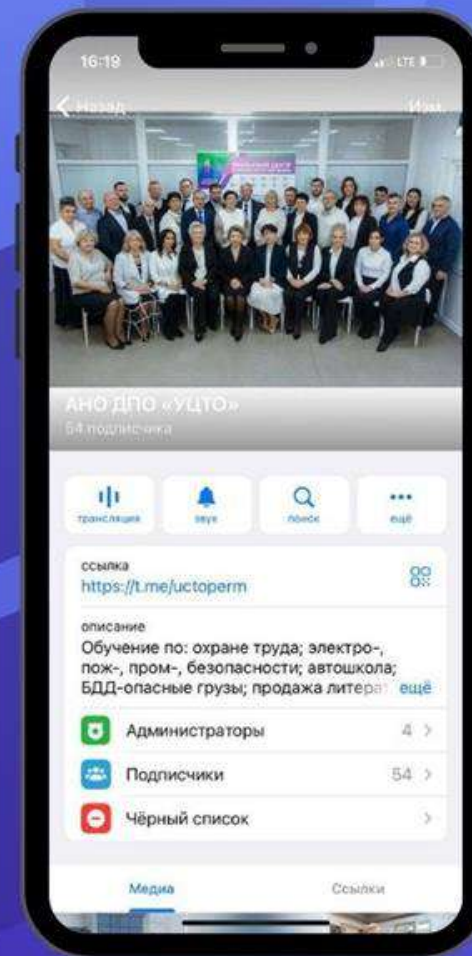 16:19
LTE
Назад
Изм.
АНО ДПО «УЦТО»
54 подписчика
трансляция
звук
поиск
ещё
ссылка
https://t.me/uctoperm
описание
Обучение по: охране труда; электро-,
пож-, пром-, безопасности; автошкола;
БДД-опасные грузы; продажа литерат ещё
Администраторы 4
Подписчики 54
Чёрный список
Медиа
Ссылки